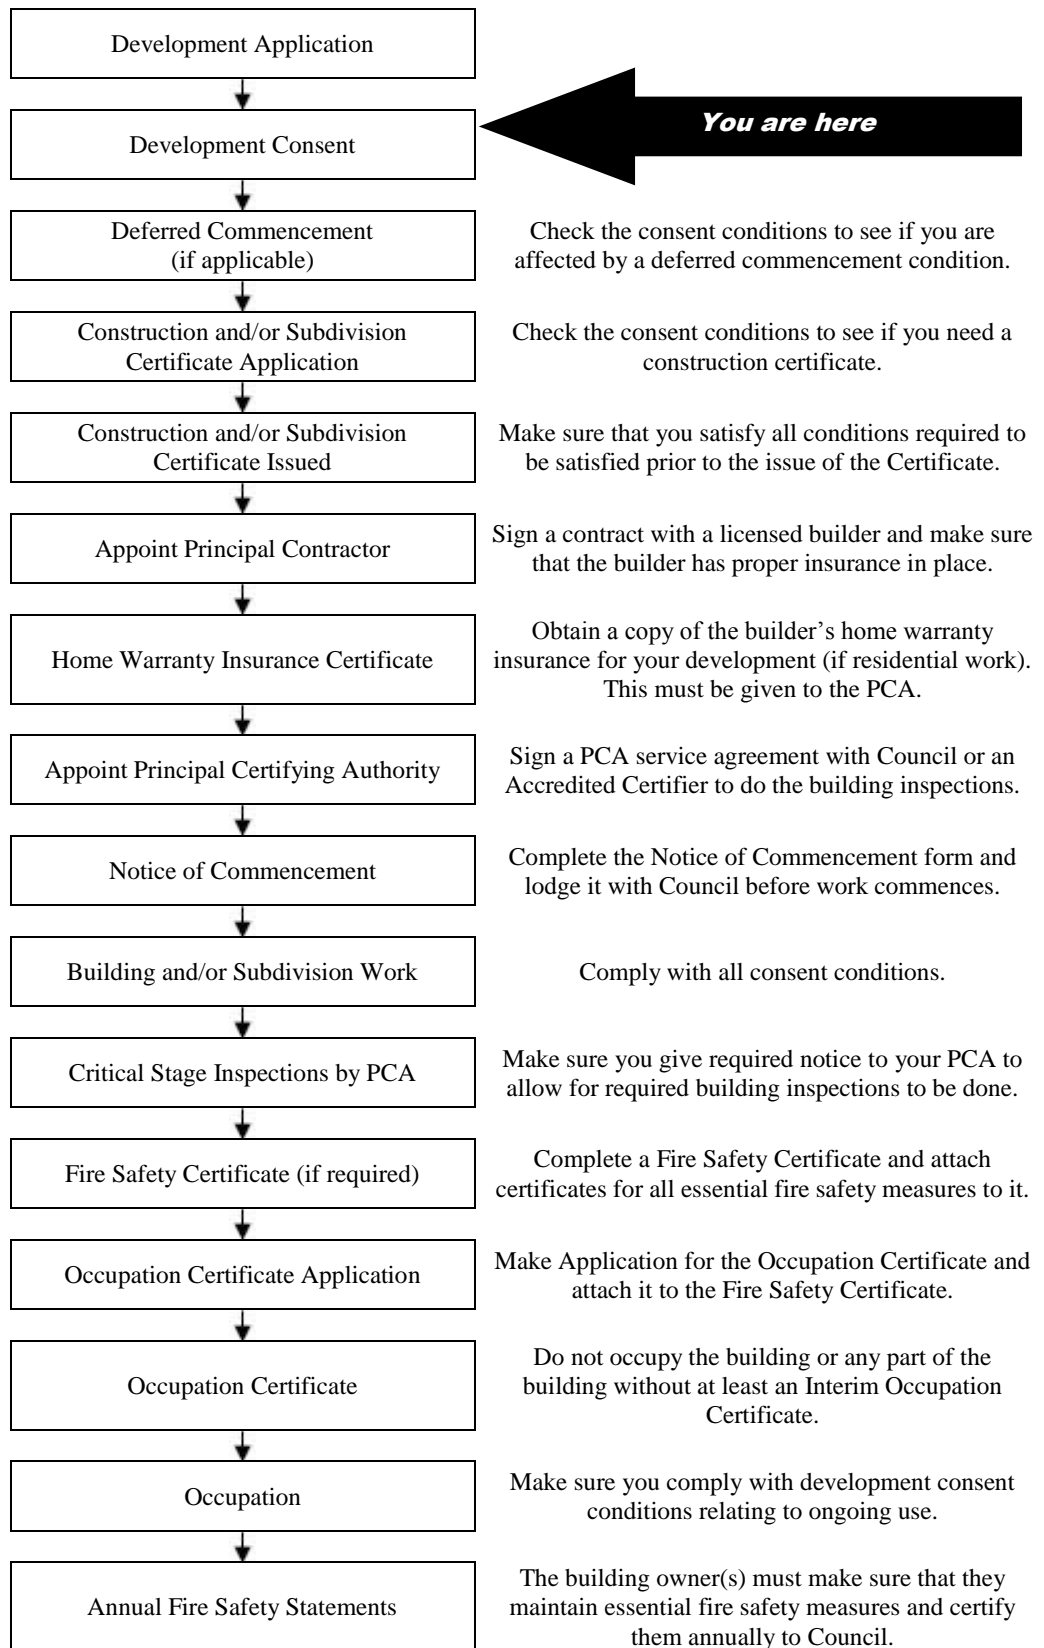 Development Application
Development Consent
You are here
Deferred Commencement
(if applicable)
Check the consent conditions to see if you are
affected by a deferred commencement condition.
Construction and/or Subdivision
Certificate Application
Check the consent conditions to see if you need a
construction certificate.
Construction and/or Subdivision
Certificate Issued
Make sure that you satisfy all conditions required to
be satisfied prior to the issue of the Certificate.
Appoint Principal Contractor
Sign a contract with a licensed builder and make sure
that the builder has proper insurance in place.
Home Warranty Insurance Certificate
Obtain a copy of the builder’s home warranty
insurance for your development (if residential work).
This must be given to the PCA.
Appoint Principal Certifying Authority
Sign a PCA service agreement with Council or an
Accredited Certifier to do the building inspections.
Notice of Commencement
Complete the Notice of Commencement form and
lodge it with Council before work commences.
Building and/or Subdivision Work
Comply with all consent conditions.
Critical Stage Inspections by PCA
Make sure you give required notice to your PCA to
allow for required building inspections to be done.
Fire Safety Certificate (if required)
Complete a Fire Safety Certificate and attach
certificates for all essential fire safety measures to it.
Occupation Certificate Application
Make Application for the Occupation Certificate and
attach it to the Fire Safety Certificate.
Occupation Certificate
Do not occupy the building or any part of the
building without at least an Interim Occupation
Certificate.
Occupation
Make sure you comply with development consent
conditions relating to ongoing use.
Annual Fire Safety Statements
The building owner(s) must make sure that they
maintain essential fire safety measures and certify
them annually to Council.